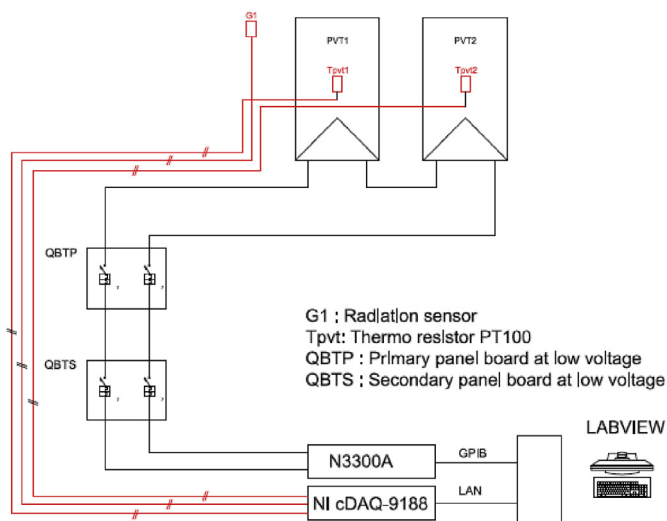 G1
PVT1
PVT2
Tpvt1
Tpvt2
QBTP
G1 : Radiation sensor
Tpvt: Thermo resistor PT100
QBTP : Primary panel board at low voltage
QBTS : Secondary panel board at low voltage
QBTS
LABVIEW
N3300A
GPIB
NI cDAQ-9188
LAN